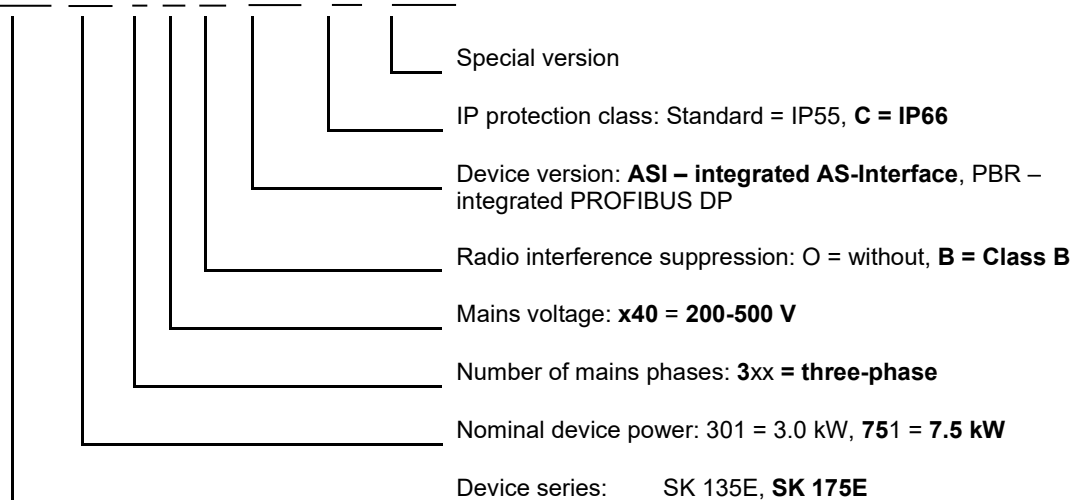 Special version
IP protection class: Standard = IP55, C = IP66
Device version: ASI – integrated AS-Interface, PBR –
integrated PROFIBUS DP
Radio interference suppression: O = without, B = Class B
Mains voltage: x40 = 200-500 V
Number of mains phases: 3xx = three-phase
Nominal device power: 301 = 3.0 kW, 751 = 7.5 kW
Device series: SK 135E, SK 175E